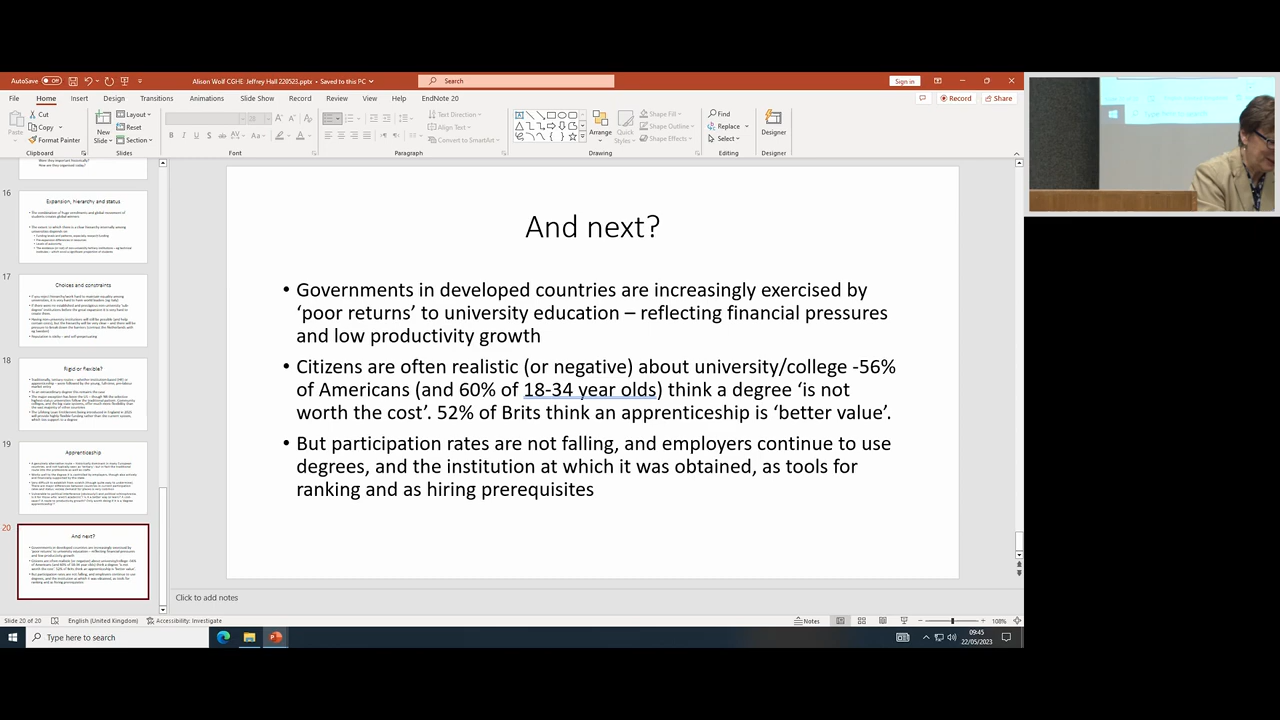 AutoSave Off
Alison Wolf CGHE Jeffrey Hall 220523.pptx • Saved to this PC
Search
Sign in
File Home Insert Design Transitions Animations Slide Show Record Review View Help EndNote 20
Record Share
Paste
Cut
Copy
Format Painter
Clipboard
New Slide
Layout
Reset
Section
Slides
Font
Text Direction
Align Text
Convert to SmartArt
Paragraph
Arrange
Quick Styles
Shape Fill
Shape Outline
Shape Effects
Drawing
Find
Replace
Select
Editing
Designer
Designer
16
Expansion, hierarchy and status
17
Choices and constraints
18
Rigid or flexible?
19
Apprenticeship
20
And next?
And next?
• Governments in developed countries are increasingly exercised by
‘poor returns’ to university education – reflecting financial pressures
and low productivity growth
• Citizens are often realistic (or negative) about university/college -56%
of Americans (and 60% of 18-34 year olds) think a degree ‘is not
worth the cost’. 52% of Brits think an apprenticeship is ‘better value’.
• But participation rates are not falling, and employers continue to use
degrees, and the institution at which it was obtained, as tools for
ranking and as hiring prerequisites
Click to add notes
Slide 20 of 20 English (United Kingdom) Accessibility: Investigate
Notes
100%
Type here to search
09:45
22/05/2023